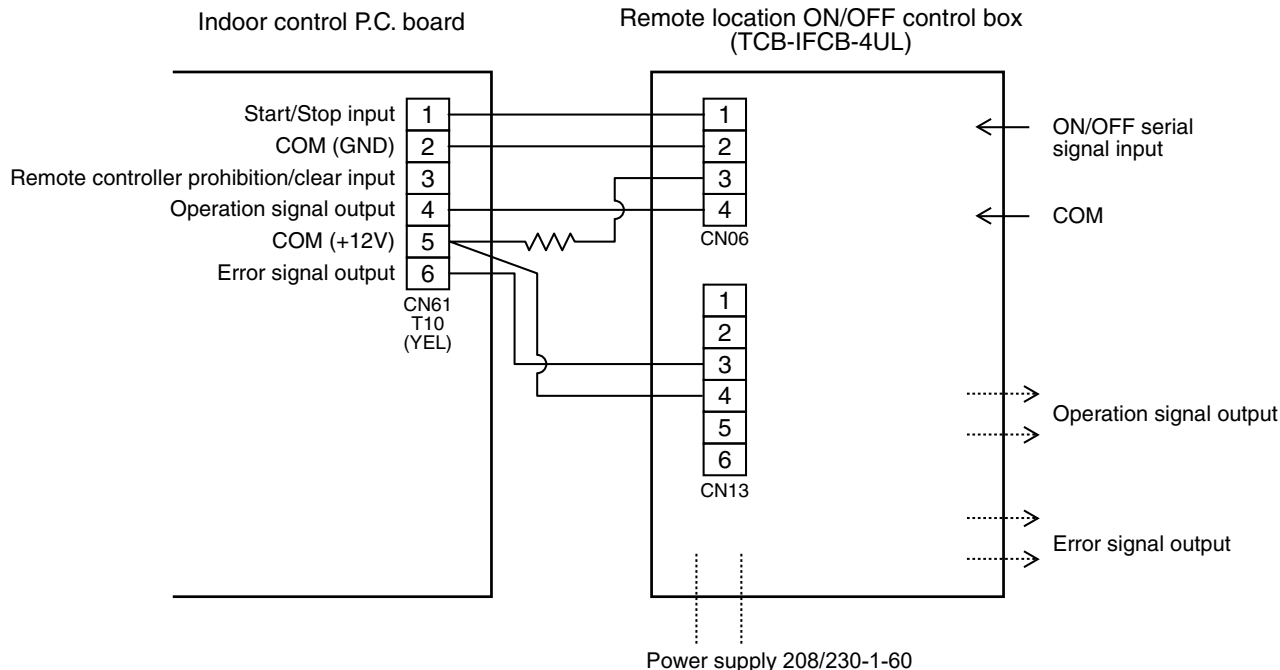 Indoor control P.C. board
Remote location ON/OFF control box
(TCB-IFCB-4UL)
Start/Stop input 1
COM (GND) 2
Remote controller prohibition/clear input 3
Operation signal output 4
COM (+12V) 5
Error signal output 6
CN61
T10
(YEL)
1
2
3
4
CN06
1
2
3
4
5
6
CN13
ON/OFF serial
signal input
COM
Operation signal output
Error signal output
Power supply 208/230-1-60